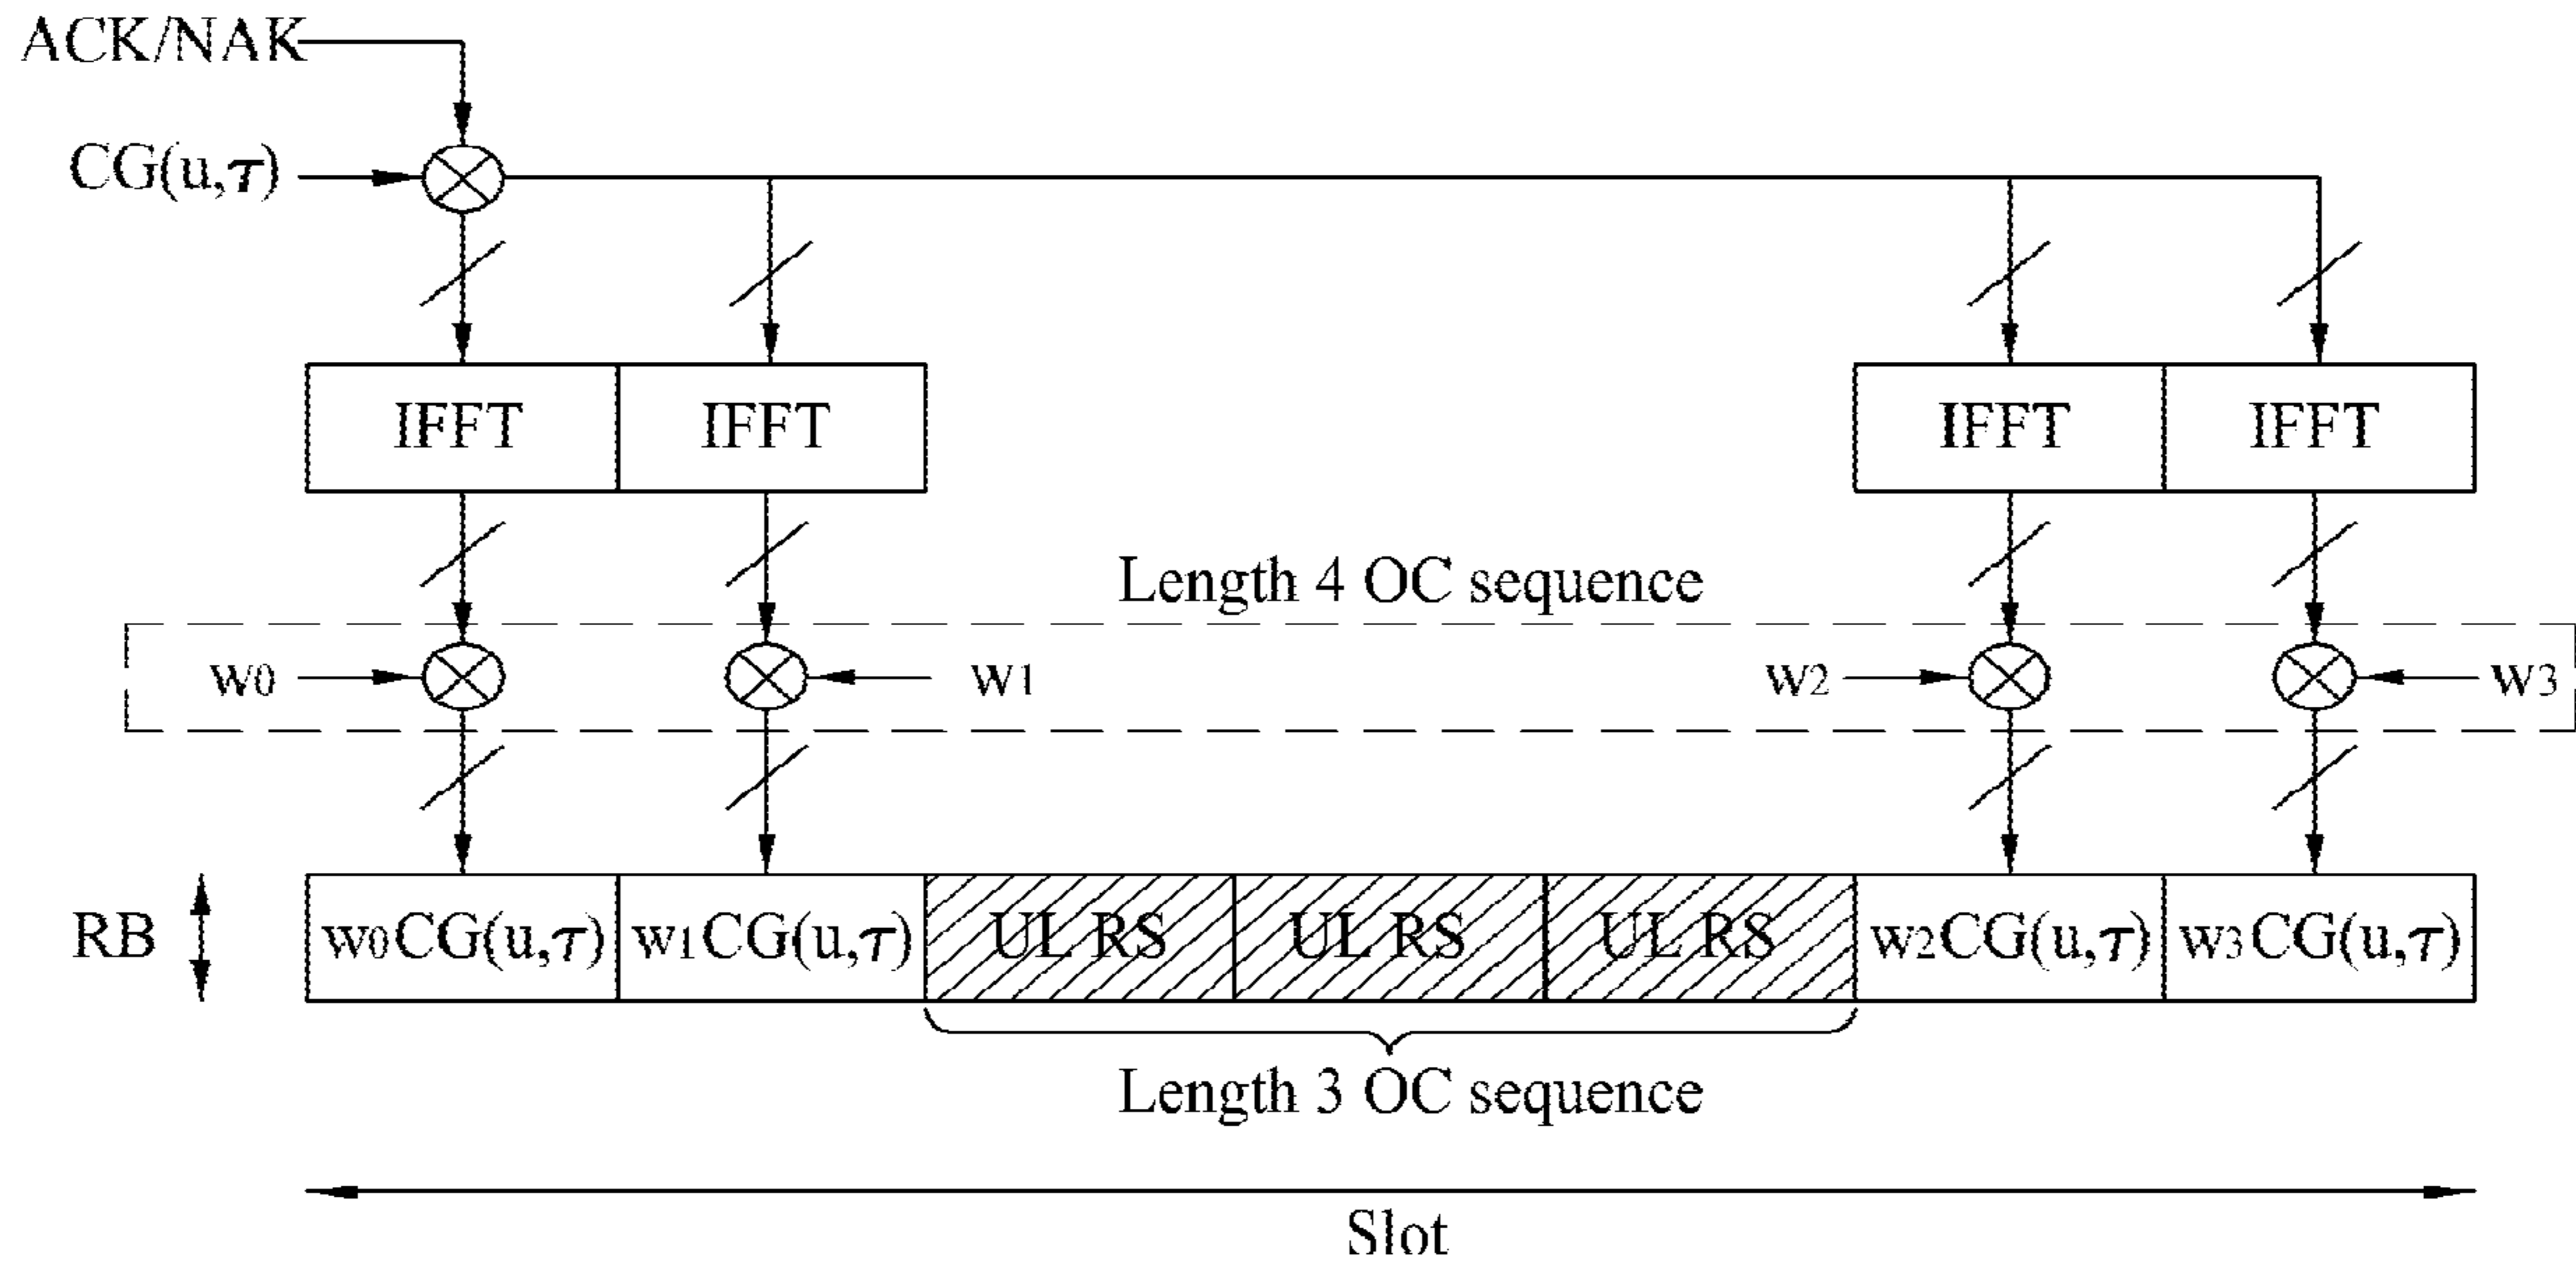 ACK/NAK
CG(u,τ)
IFFT IFFT IFFT IFFT
Length 4 OC sequence
w0 w1 w2 w3
RB w0CG(u,τ) w1CG(u,τ) UL RS UL RS UL RS w2CG(u,τ) w3CG(u,τ)
Length 3 OC sequence
Slot